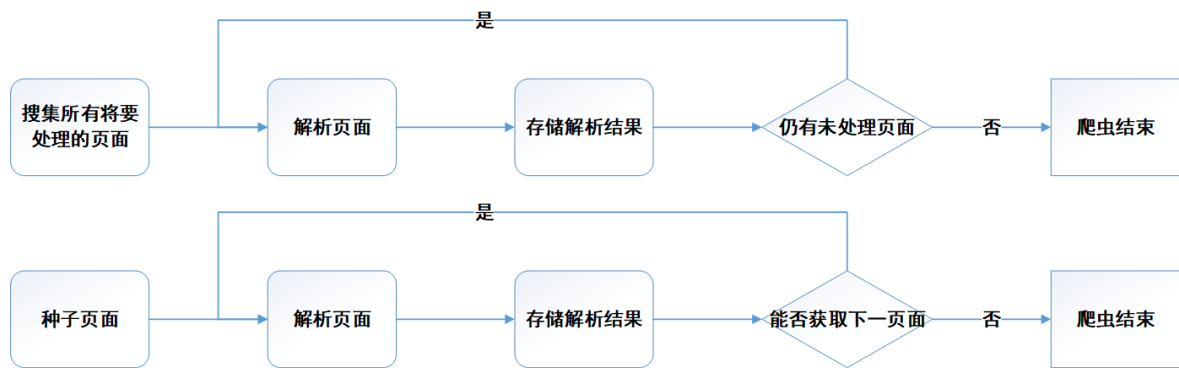 是
搜集所有将要
处理的页面
解析页面
存储解析结果
仍有未处理页面
否
爬虫结束
是
种子页面
解析页面
存储解析结果
能否获取下一页面
否
爬虫结束